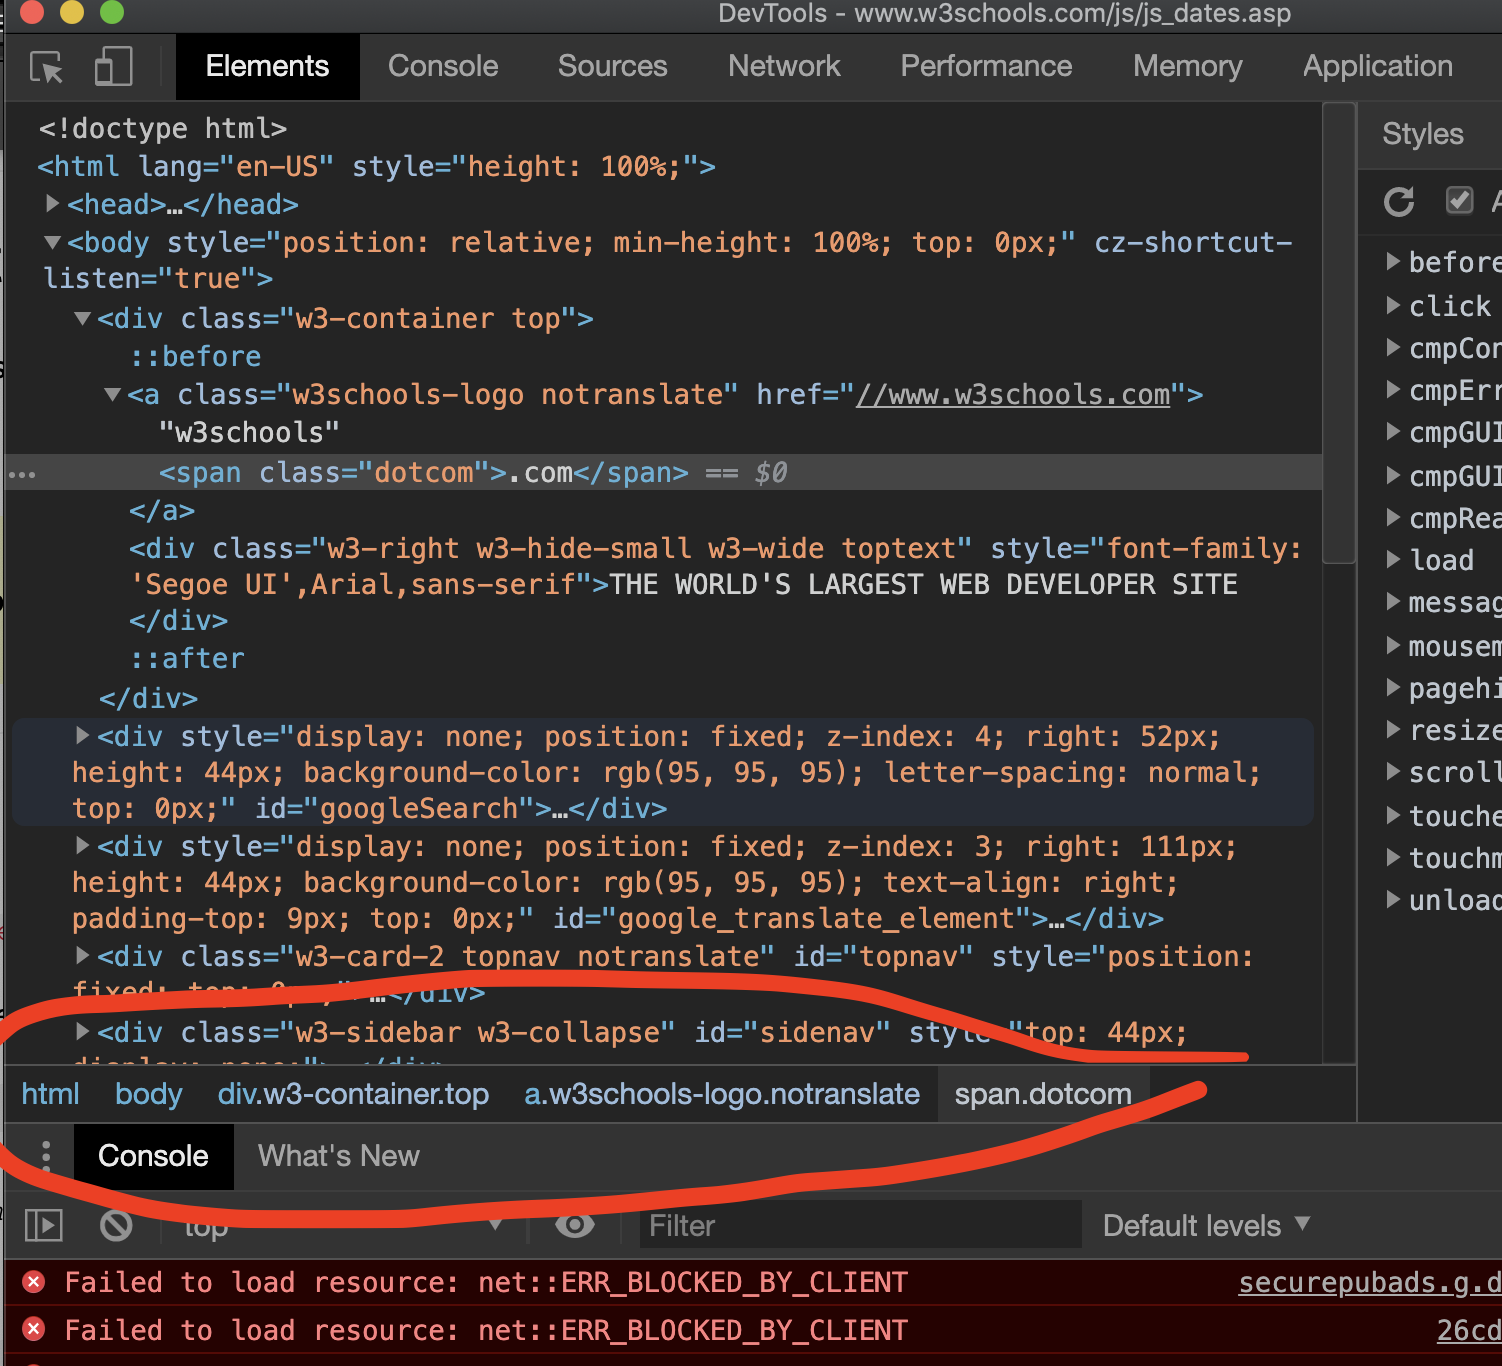 DevTools - www.w3schools.com/js/js_dates.asp
Elements Console Sources Network Performance Memory Application
<!doctype html>
<html lang="en-US" style="height: 100%;">
<head>…</head>
<body style="position: relative; min-height: 100%; top: 0px;" cz-shortcut-
listen="true">
<div class="w3-container top">
::before
<a class="w3schools-logo notranslate" href="//www.w3schools.com">
"w3schools"
<span class="dotcom">.com</span> == $0
</a>
<div class="w3-right w3-hide-small w3-wide toptext" style="font-family:
'Segoe UI',Arial,sans-serif">THE WORLD'S LARGEST WEB DEVELOPER SITE
</div>
::after
</div>
<div style="display: none; position: fixed; z-index: 4; right: 52px;
height: 44px; background-color: rgb(95, 95, 95); letter-spacing: normal;
top: 0px;" id="googleSearch">…</div>
<div style="display: none; position: fixed; z-index: 3; right: 111px;
height: 44px; background-color: rgb(95, 95, 95); text-align: right;
padding-top: 9px; top: 0px;" id="google_translate_element">…</div>
<div class="w3-card-2 topnav notranslate" id="topnav" style="position:
fixed; top: 0px;">…</div>
<div class="w3-sidebar w3-collapse" id="sidenav" style="top: 44px;
display: none;">…</div>
html body div.w3-container.top a.w3schools-logo.notranslate span.dotcom
Styles
before
click
cmpCon
cmpErr
cmpGUI
cmpGUI
cmpRea
load
messag
mousem
pagehi
resize
scroll
touche
touchm
unload
Console What's New
top Filter Default levels
Failed to load resource: net::ERR_BLOCKED_BY_CLIENT securepubads.g.d
Failed to load resource: net::ERR_BLOCKED_BY_CLIENT 26cd